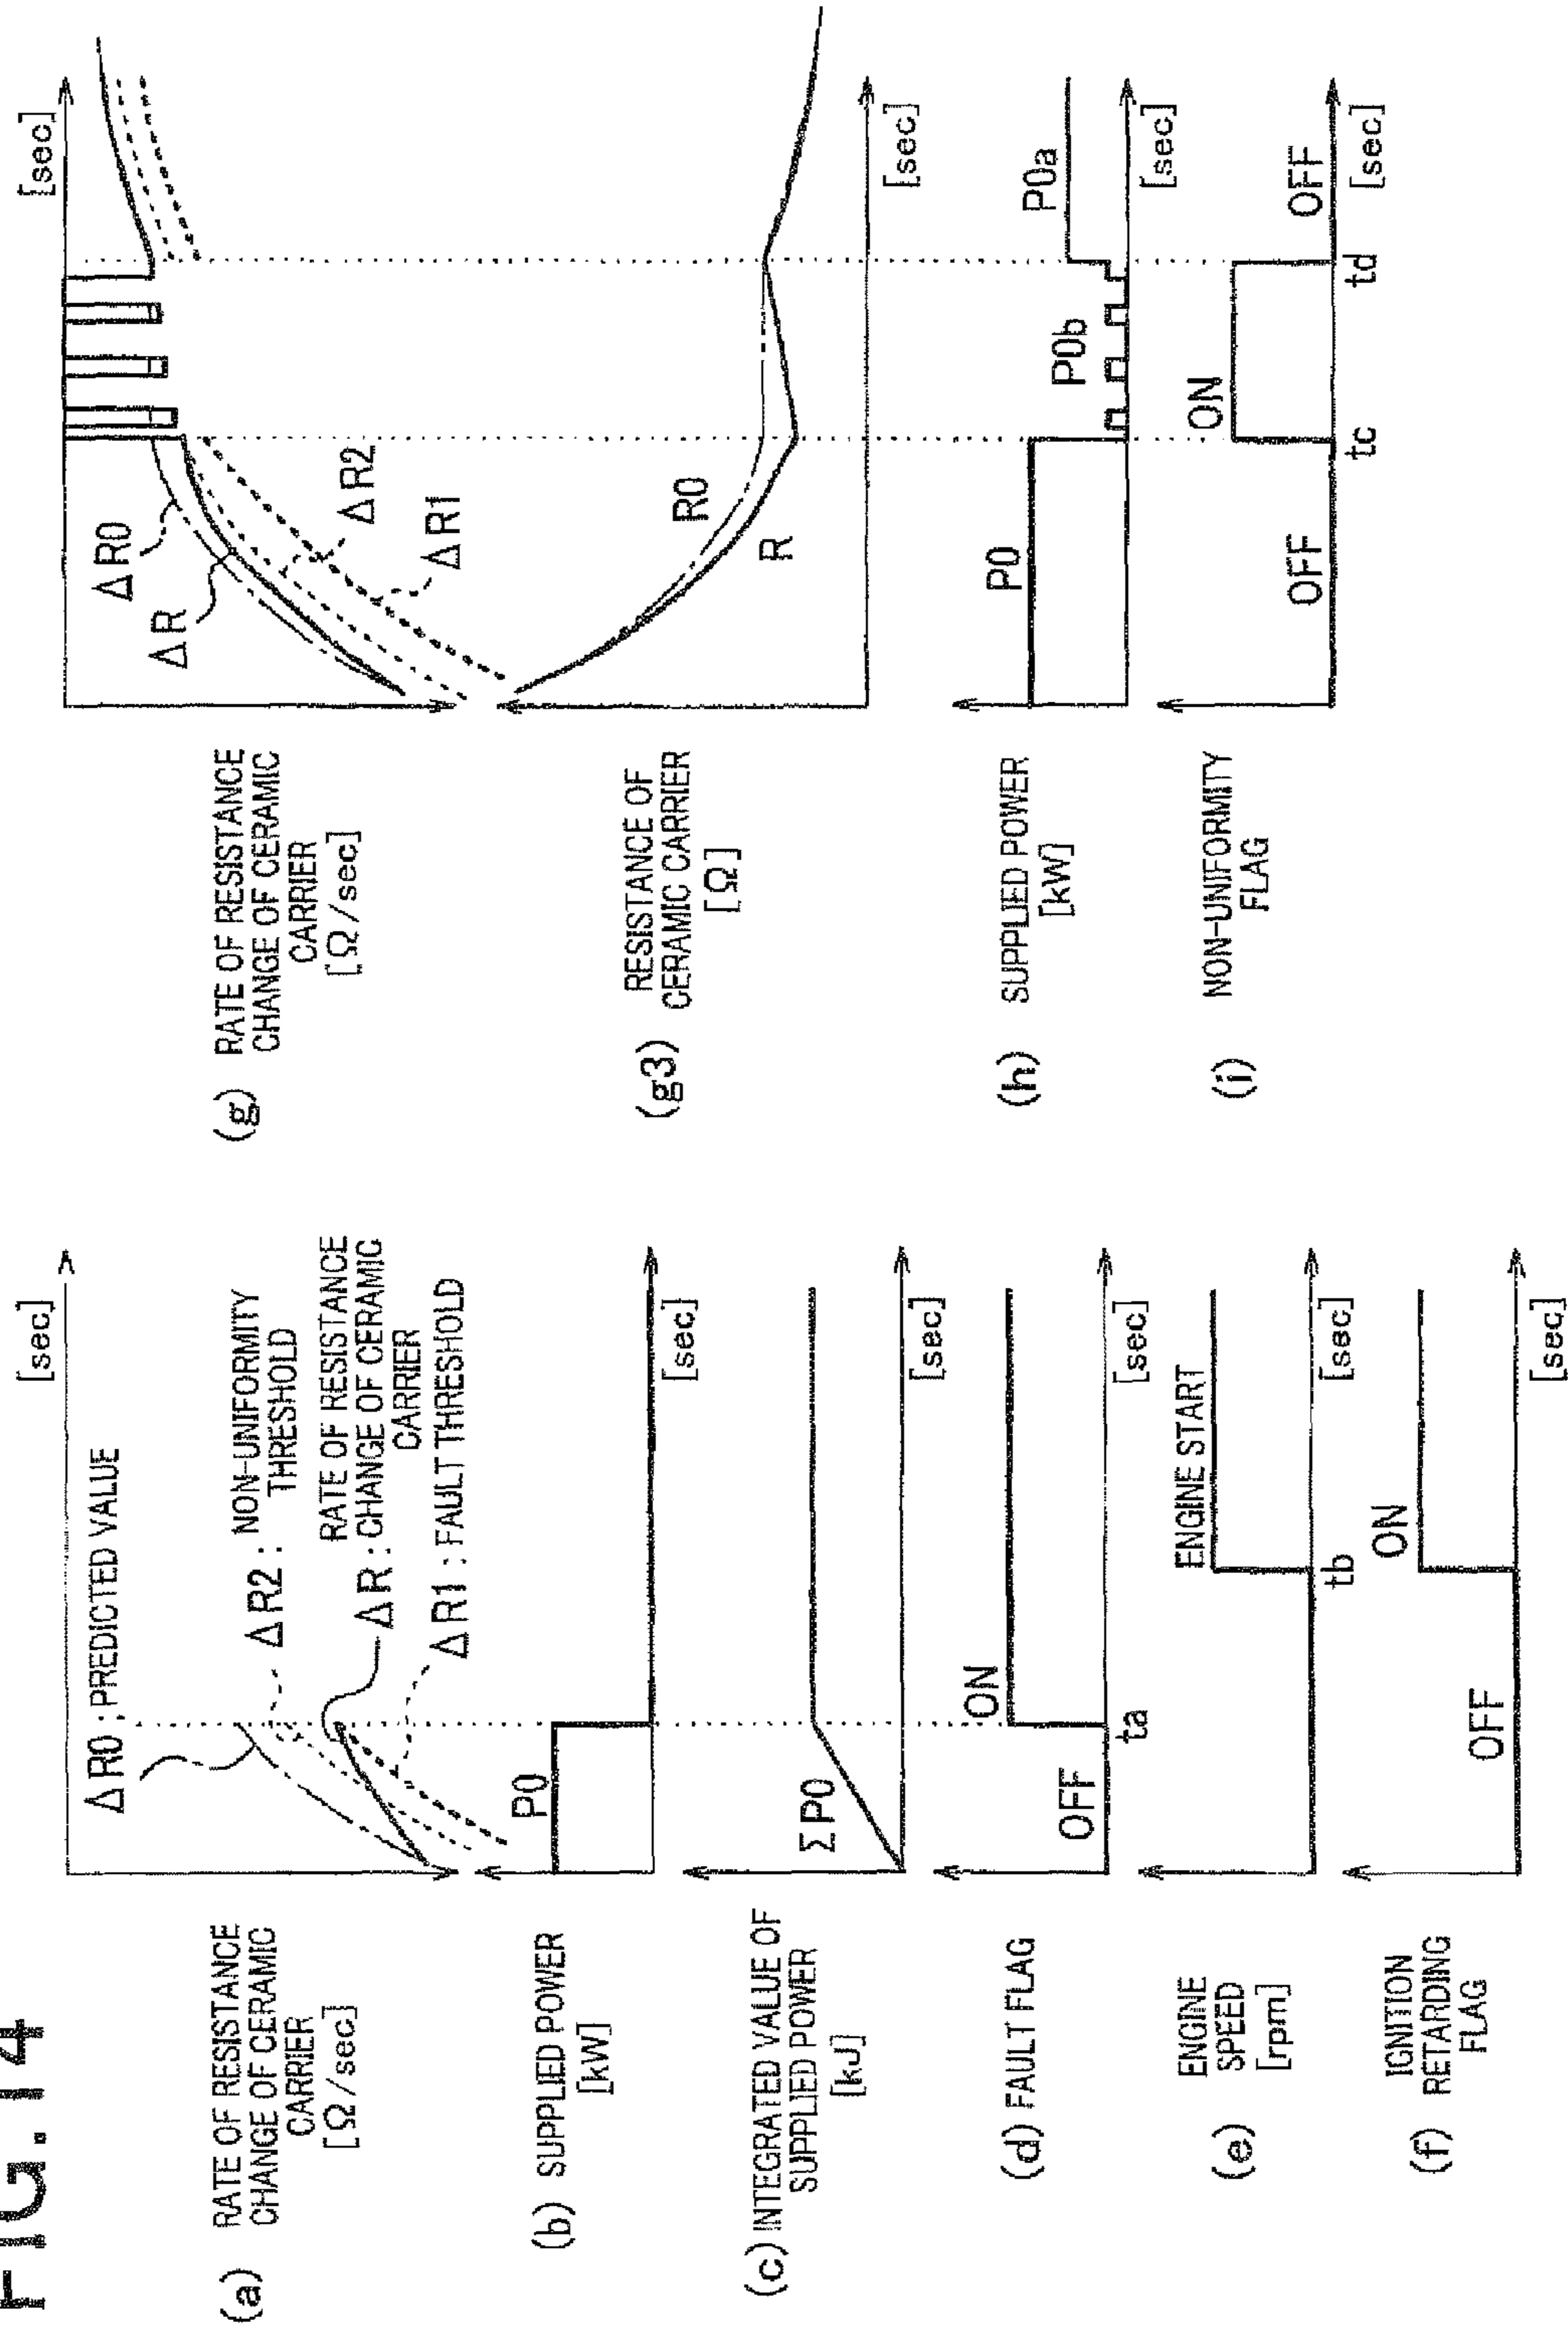 FIG. 14
(a) RATE OF RESISTANCE
CHANGE OF CERAMIC
CARRIER
[Ω/sec]
[sec]
ΔR0 : PREDICTED VALUE
ΔR2 : NON-UNIFORMITY
THRESHOLD
RATE OF RESISTANCE
ΔR : CHANGE OF CERAMIC
CARRIER
ΔR1 : FAULT THRESHOLD
(b) SUPPLIED POWER
[kW]
P0
[sec]
(c) INTEGRATED VALUE OF
SUPPLIED POWER
[kJ]
ΣP0
[sec]
(d) FAULT FLAG
OFF
ON
ta
[sec]
(e) ENGINE
SPEED
[rpm]
ENGINE START
tb
[sec]
(f) IGNITION
RETARDING
FLAG
OFF
ON
[sec]
(g) RATE OF RESISTANCE
CHANGE OF CERAMIC
CARRIER
[Ω/sec]
[sec]
ΔR0
ΔR
ΔR2
ΔR1
(g3) RESISTANCE OF
CERAMIC CARRIER
[Ω]
R0
R
[sec]
(h) SUPPLIED POWER
[kW]
P0
P0b
P0a
[sec]
(i) NON-UNIFORMITY
FLAG
OFF
ON
OFF
tc
td
[sec]